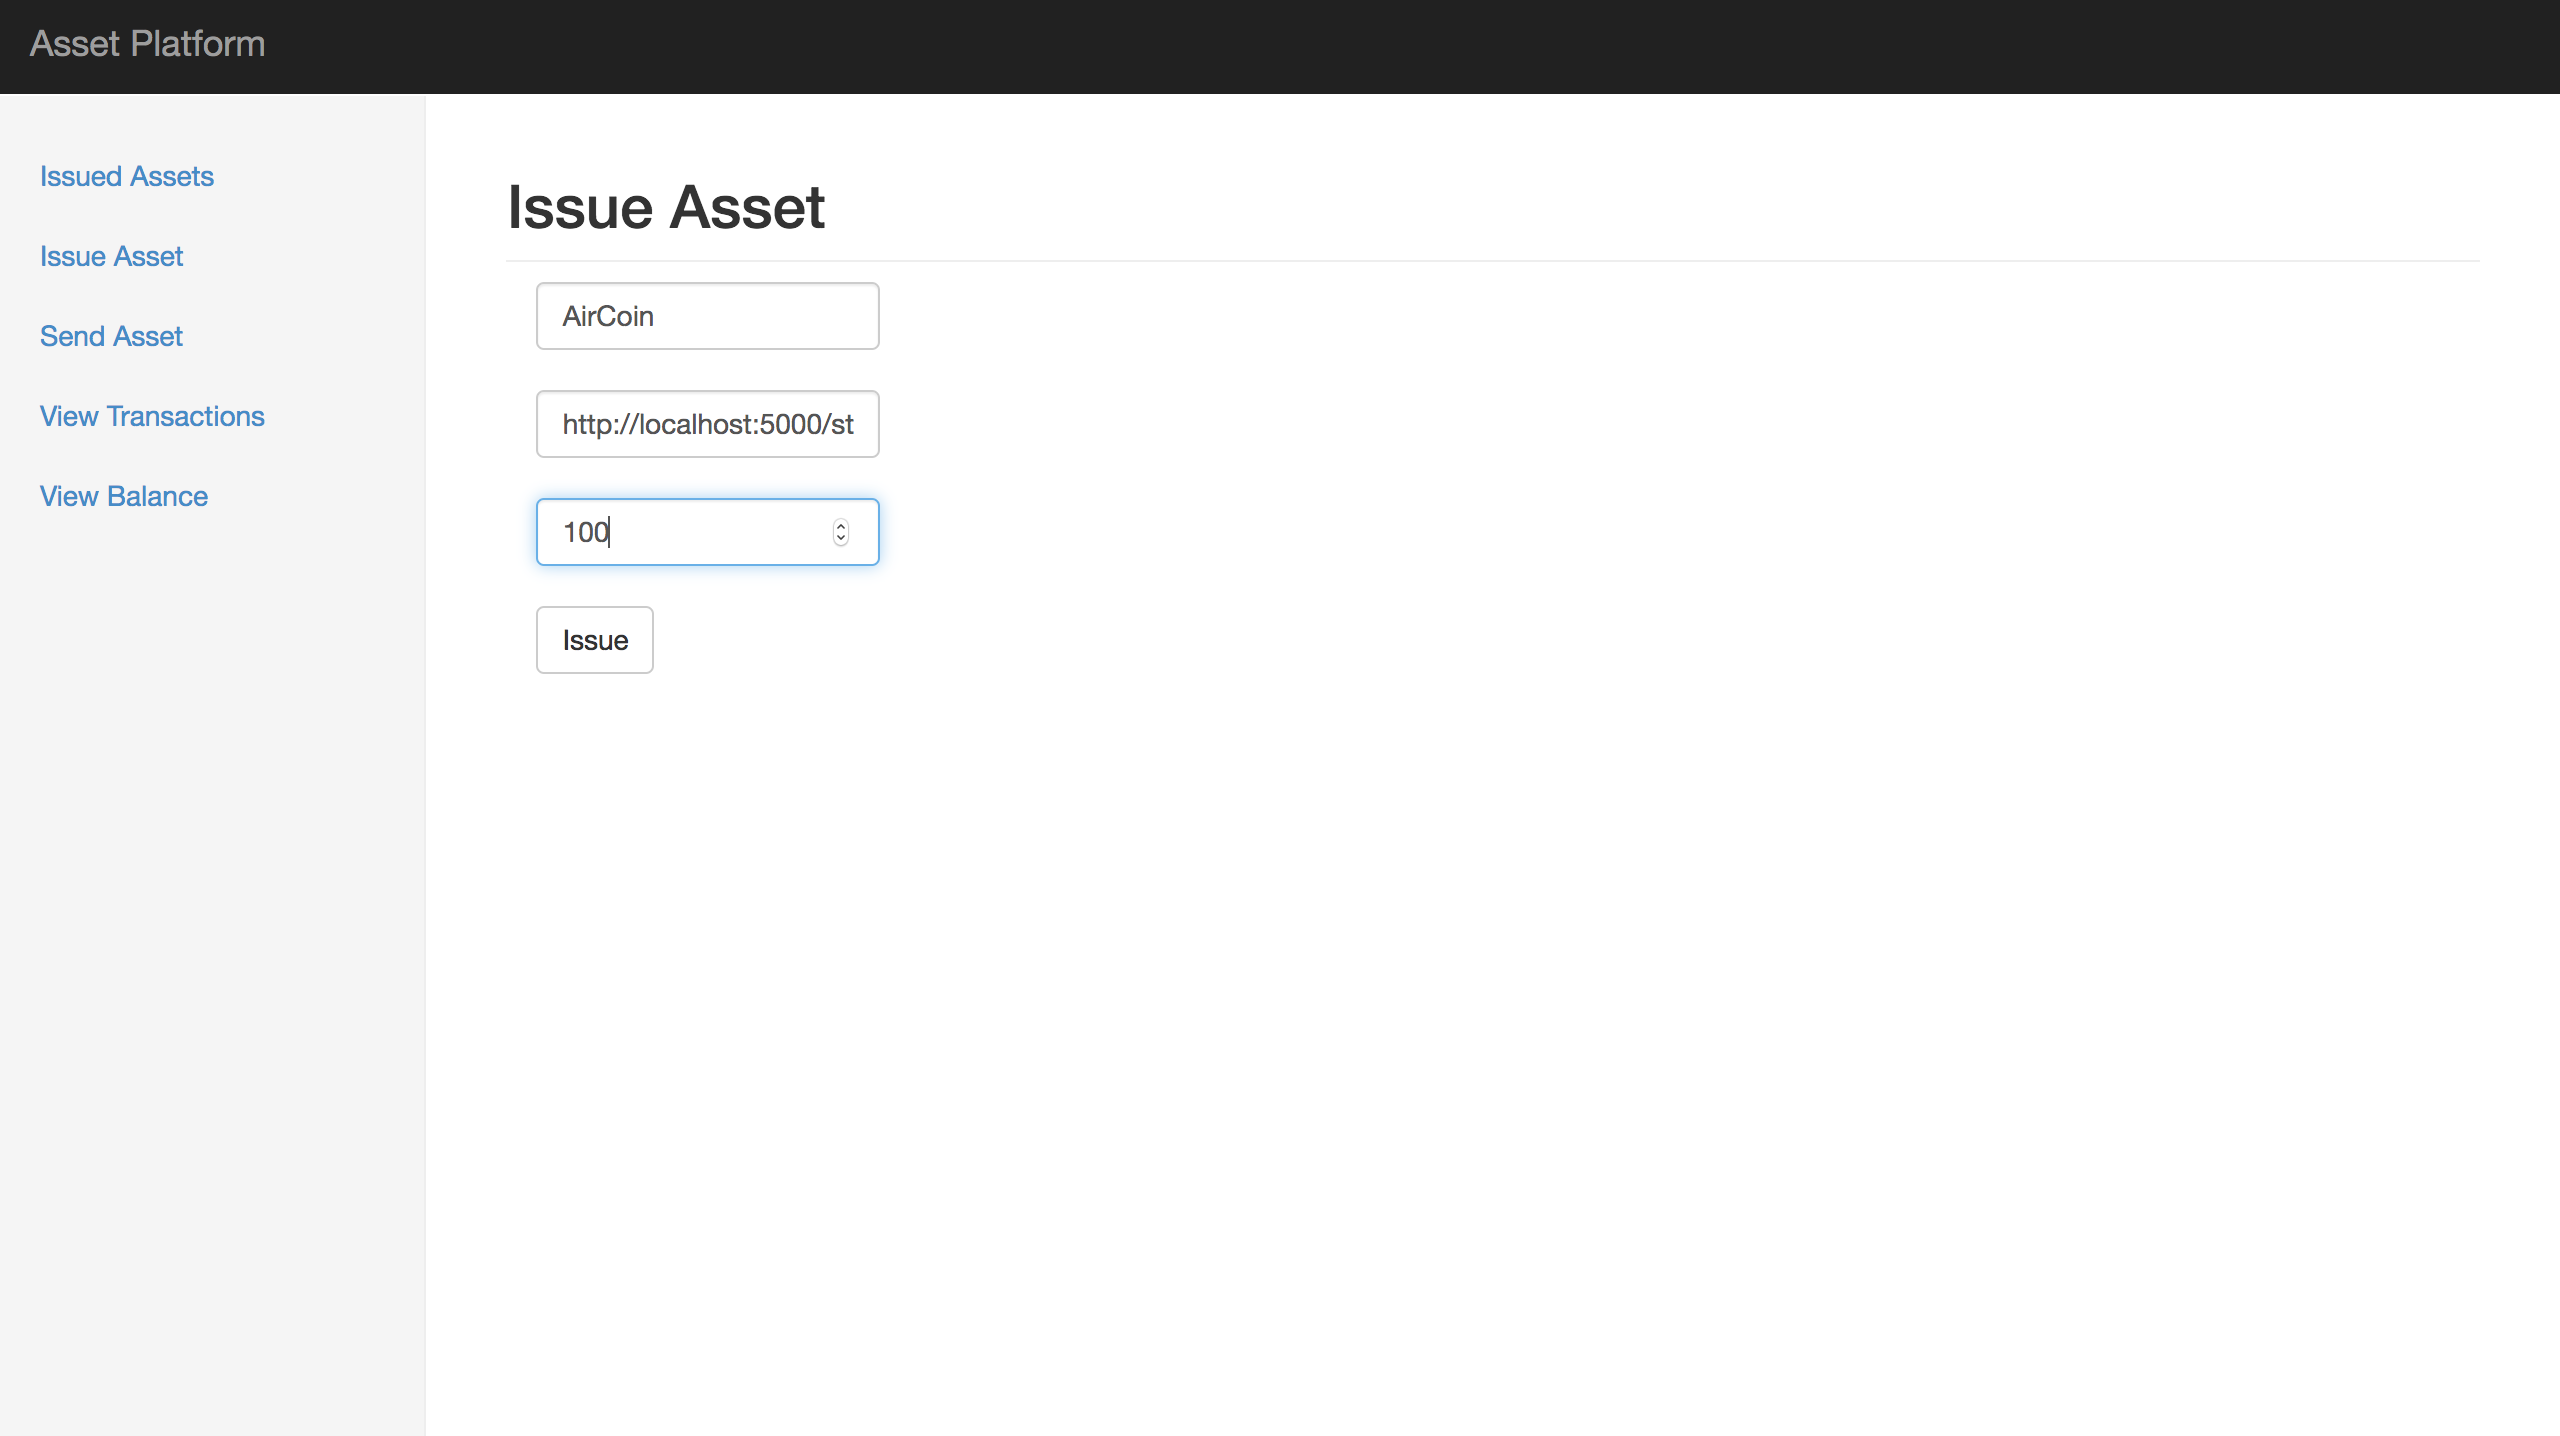 Asset Platform
Issued Assets
Issue Asset
Send Asset
View Transactions
View Balance
Issue Asset
AirCoin
http://localhost:5000/st
100
Issue